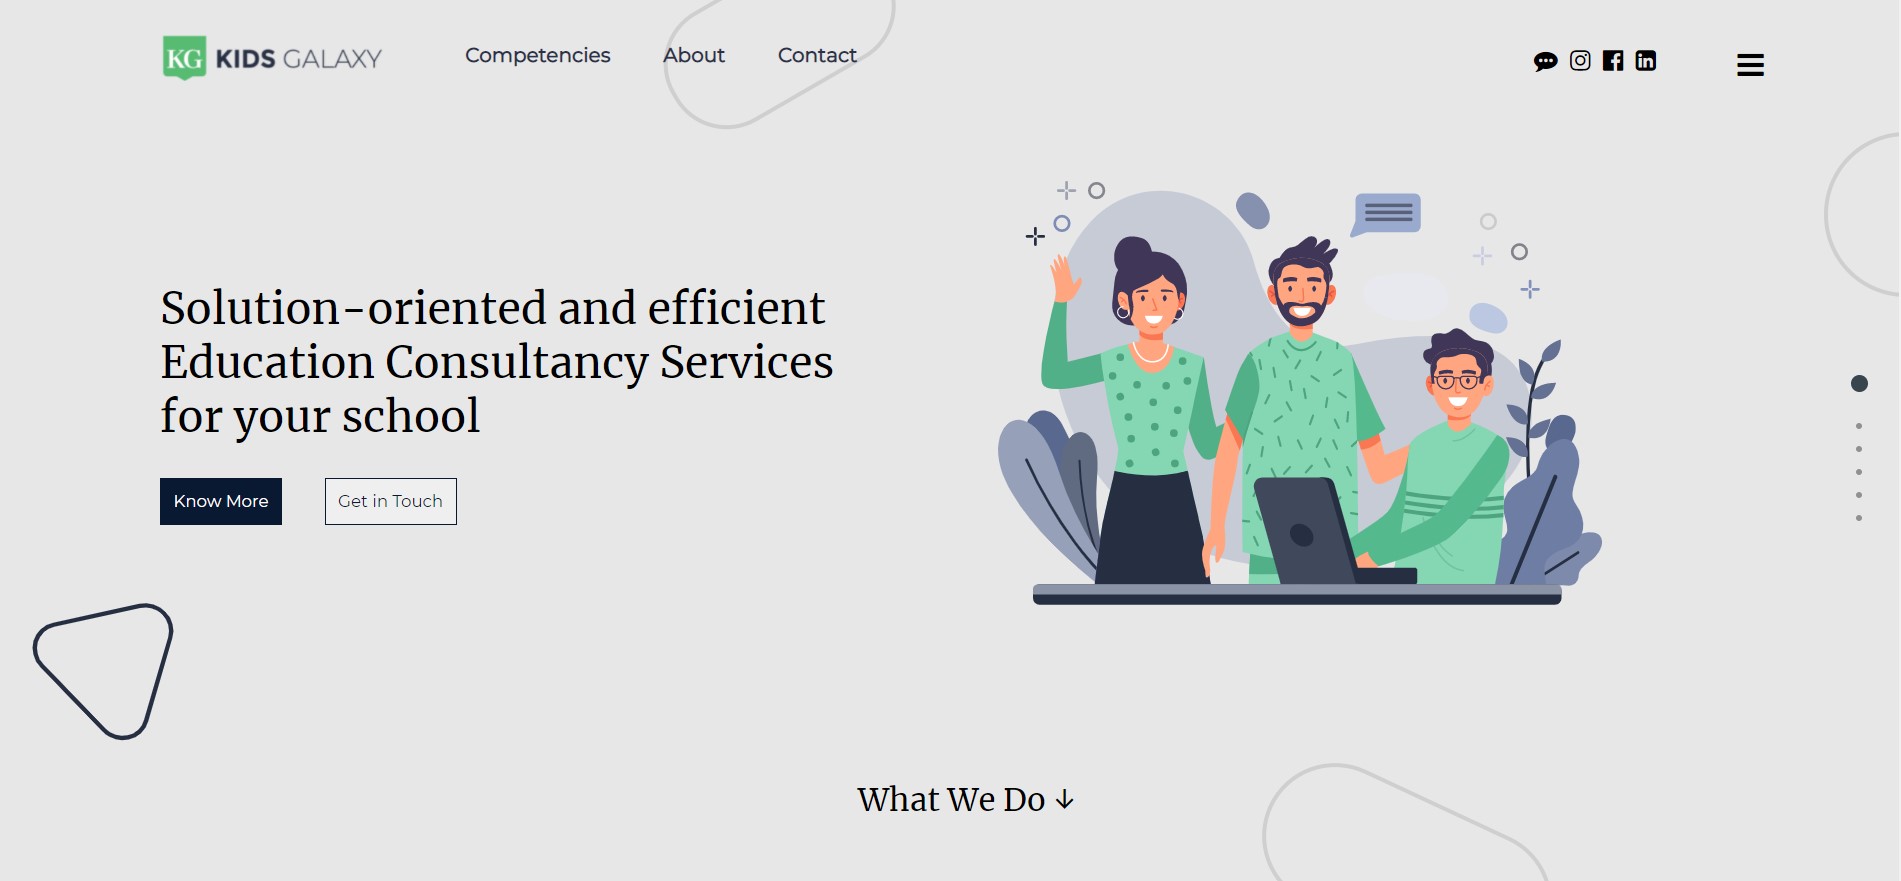 KG KIDS GALAXY
Competencies
About
Contact
Solution-oriented and efficient
Education Consultancy Services
for your school
Know More
Get in Touch
What We Do ↓